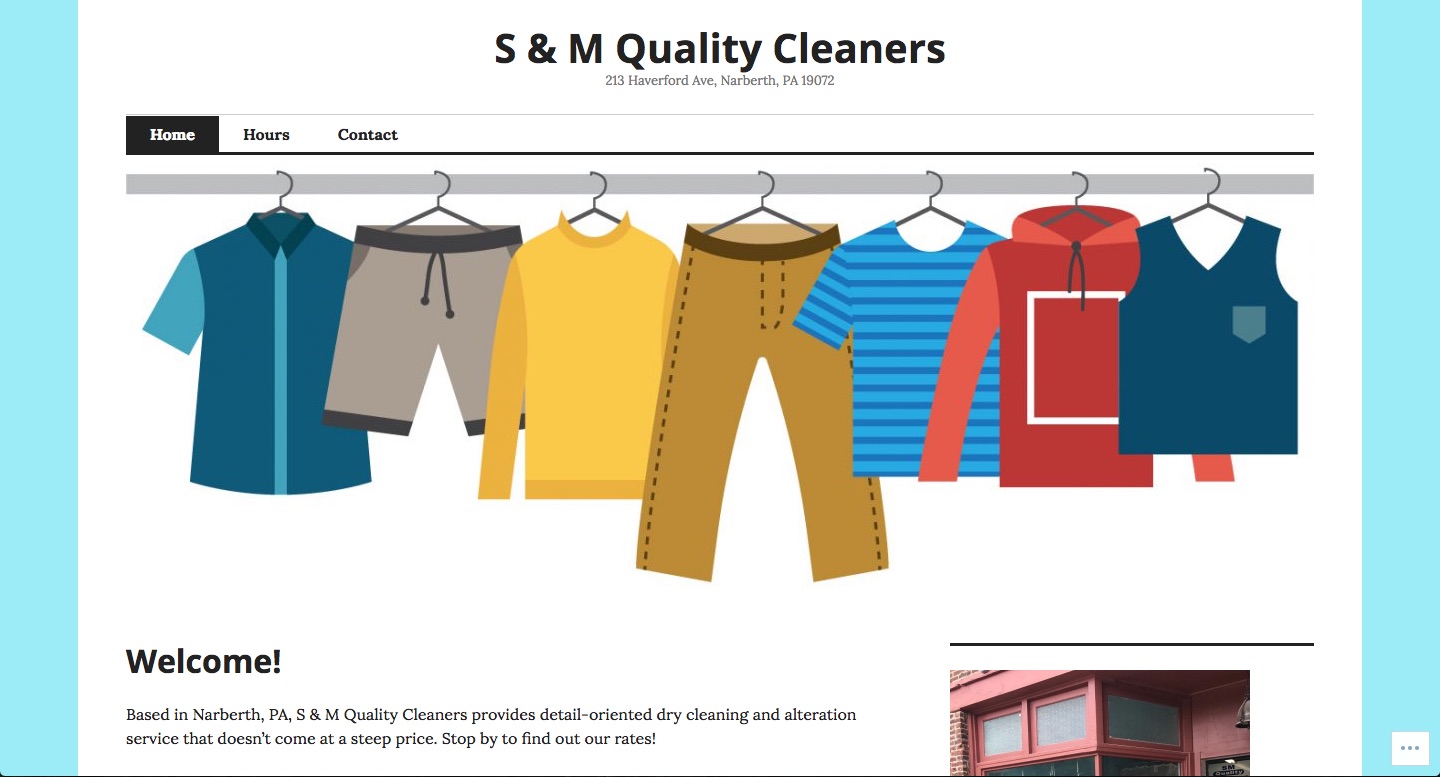 S & M Quality Cleaners
213 Haverford Ave, Narberth, PA 19072
Home Hours Contact
Welcome!
Based in Narberth, PA, S & M Quality Cleaners provides detail-oriented dry cleaning and alteration
service that doesn’t come at a steep price. Stop by to find out our rates!
SM
Quality